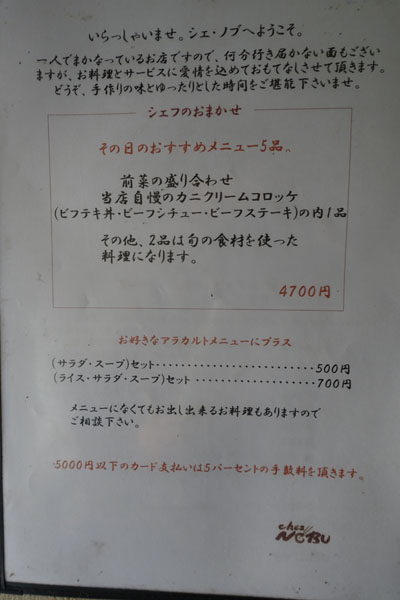 いらっしゃいませ。シェ・ノブへようこそ。
一人でまかなっているお店ですので、何分行き届かない面もござい
ますが、お料理とサービスに愛情を込めておもてなしさせて頂きます。
どうぞ、手作りの味とゆったりとした時間をご堪能下さいませ。
シェフのおまかせ
その日のおすすめメニュー5品。
前菜の盛り合わせ
当店自慢のカニクリームコロッケ
(ビフテキ丼・ビーフシチュー・ビーフステーキ)の内1品
その他、2品は旬の食材を使った
料理になります。
4700円
お好きなアラカルトメニューにプラス
(サラダ・スープ)セット・・・・・・・・・・・・・・・・・・・・・・・・500円
(ライス・サラダ・スープ)セット・・・・・・・・・・・・・・・・・・700円
メニューになくてもお出し出来るお料理もありますので
ご相談下さい。
5000円以下のカード支払いは5パーセントの手数料を頂きます。
chez
NOBU